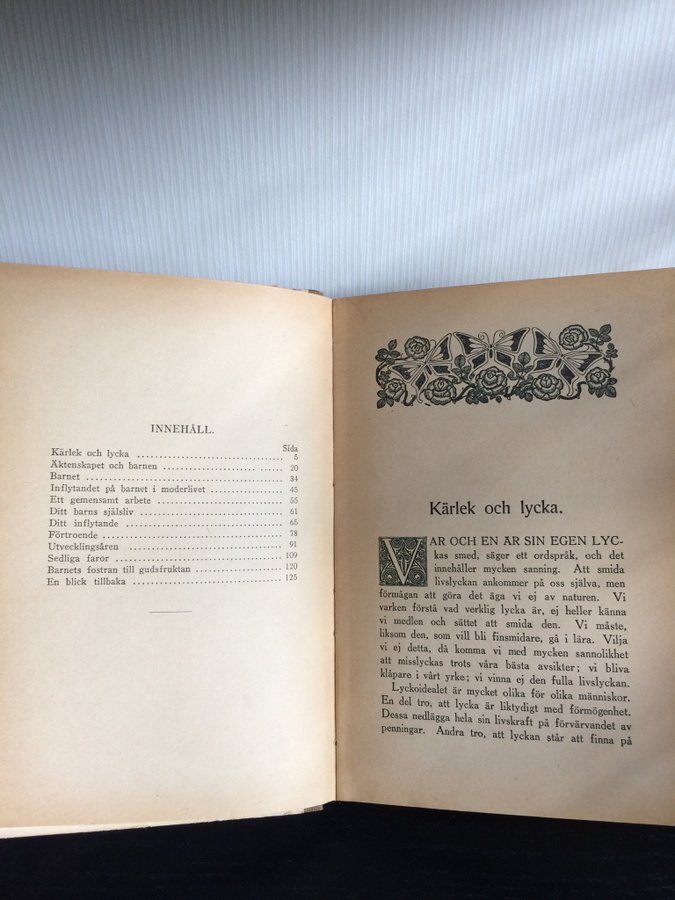 INNEHÅLL.
Sida
Kärlek och lycka ........................ 5
Äktenskapet och barnen ........................ 20
Barnet ........................ 34
Inflytandet på barnet i moderlivet ........................ 45
Ett gemensamt arbete ........................ 55
Ditt barns själsliv ........................ 61
Ditt inflytande ........................ 65
Förtroende ........................ 78
Utvecklingsåren ........................ 91
Sedliga faror ........................ 109
Barnets fostran till gudsfruktan ........................ 120
En blick tillbaka ........................ 125
Kärlek och lycka.
VAR OCH EN ÄR SIN EGEN LYC-
kas smed, säger ett ordspråk, och det
innehåller mycken sanning. Att smida
livslyckan ankommer på oss själva, men
förmågan att göra det äga vi ej av naturen. Vi
varken förstå vad verklig lycka är, ej heller känna
vi medlen och sättet att smida den. Vi måste,
liksom den, som vill bli finsmidare, gå i lära. Vilja
vi ej detta, då komma vi med mycken sannolikhet
att misslyckas trots våra bästa avsikter; vi bliva
klåpare i vårt yrke; vi vinna ej den fulla livslyckan.
Lyckoidealet är mycket olika för olika människor.
En del tro, att lycka är liktydigt med förmögenhet.
Dessa nedlägga hela sin livskraft på förvärvandet av
penningar. Andra tro, att lyckan står att finna på